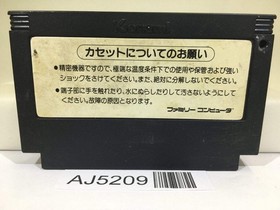 カセットについてのお願い
●精密機器ですので、極端な温度条件下での使用や保管および強い
ショックをさけてください。また、絶対に分解しないでください。
●端子部に手を触れたり、水にぬらしたりして汚さないようにして
ください。故障の原因となります。
ファミリーコンピュータ
AJ5209